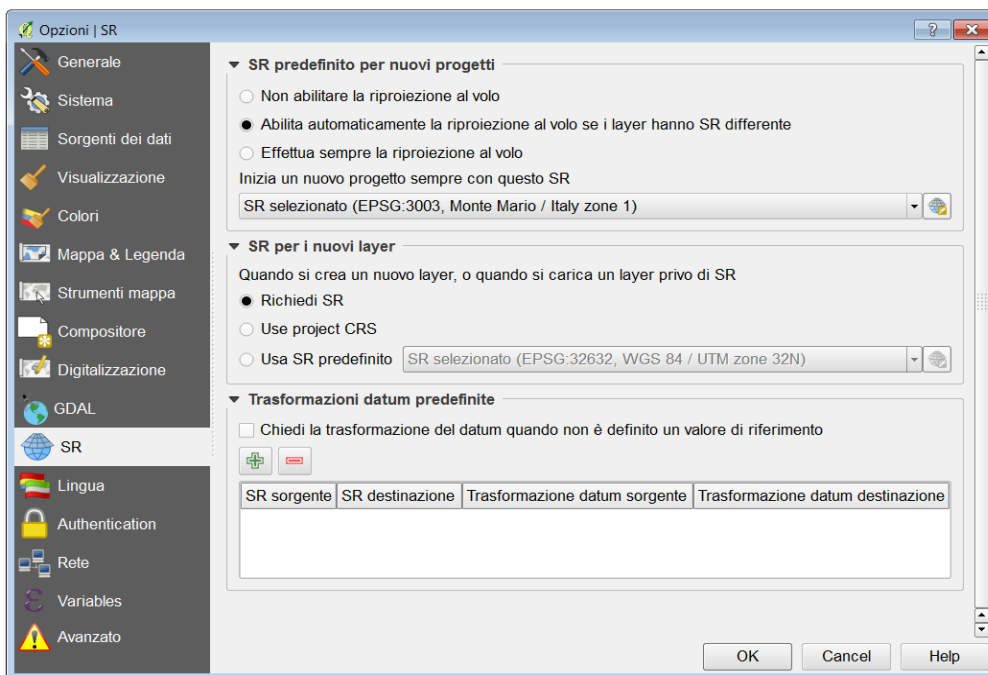 Opzioni | SR
Generale
Sistema
Sorgenti dei dati
Visualizzazione
Colori
Mappa & Legenda
Strumenti mappa
Compositore
Digitalizzazione
GDAL
SR
Lingua
Authentication
Rete
Variables
Avanzato
SR predefinito per nuovi progetti
Non abilitare la riproiezione al volo
Abilita automaticamente la riproiezione al volo se i layer hanno SR differente
Effettua sempre la riproiezione al volo
Inizia un nuovo progetto sempre con questo SR
SR selezionato (EPSG:3003, Monte Mario / Italy zone 1)
SR per i nuovi layer
Quando si crea un nuovo layer, o quando si carica un layer privo di SR
Richiedi SR
Use project CRS
Usa SR predefinito SR selezionato (EPSG:32632, WGS 84 / UTM zone 32N)
Trasformazioni datum predefinite
Chiedi la trasformazione del datum quando non è definito un valore di riferimento
SR sorgente SR destinazione Trasformazione datum sorgente Trasformazione datum destinazione
OK Cancel Help